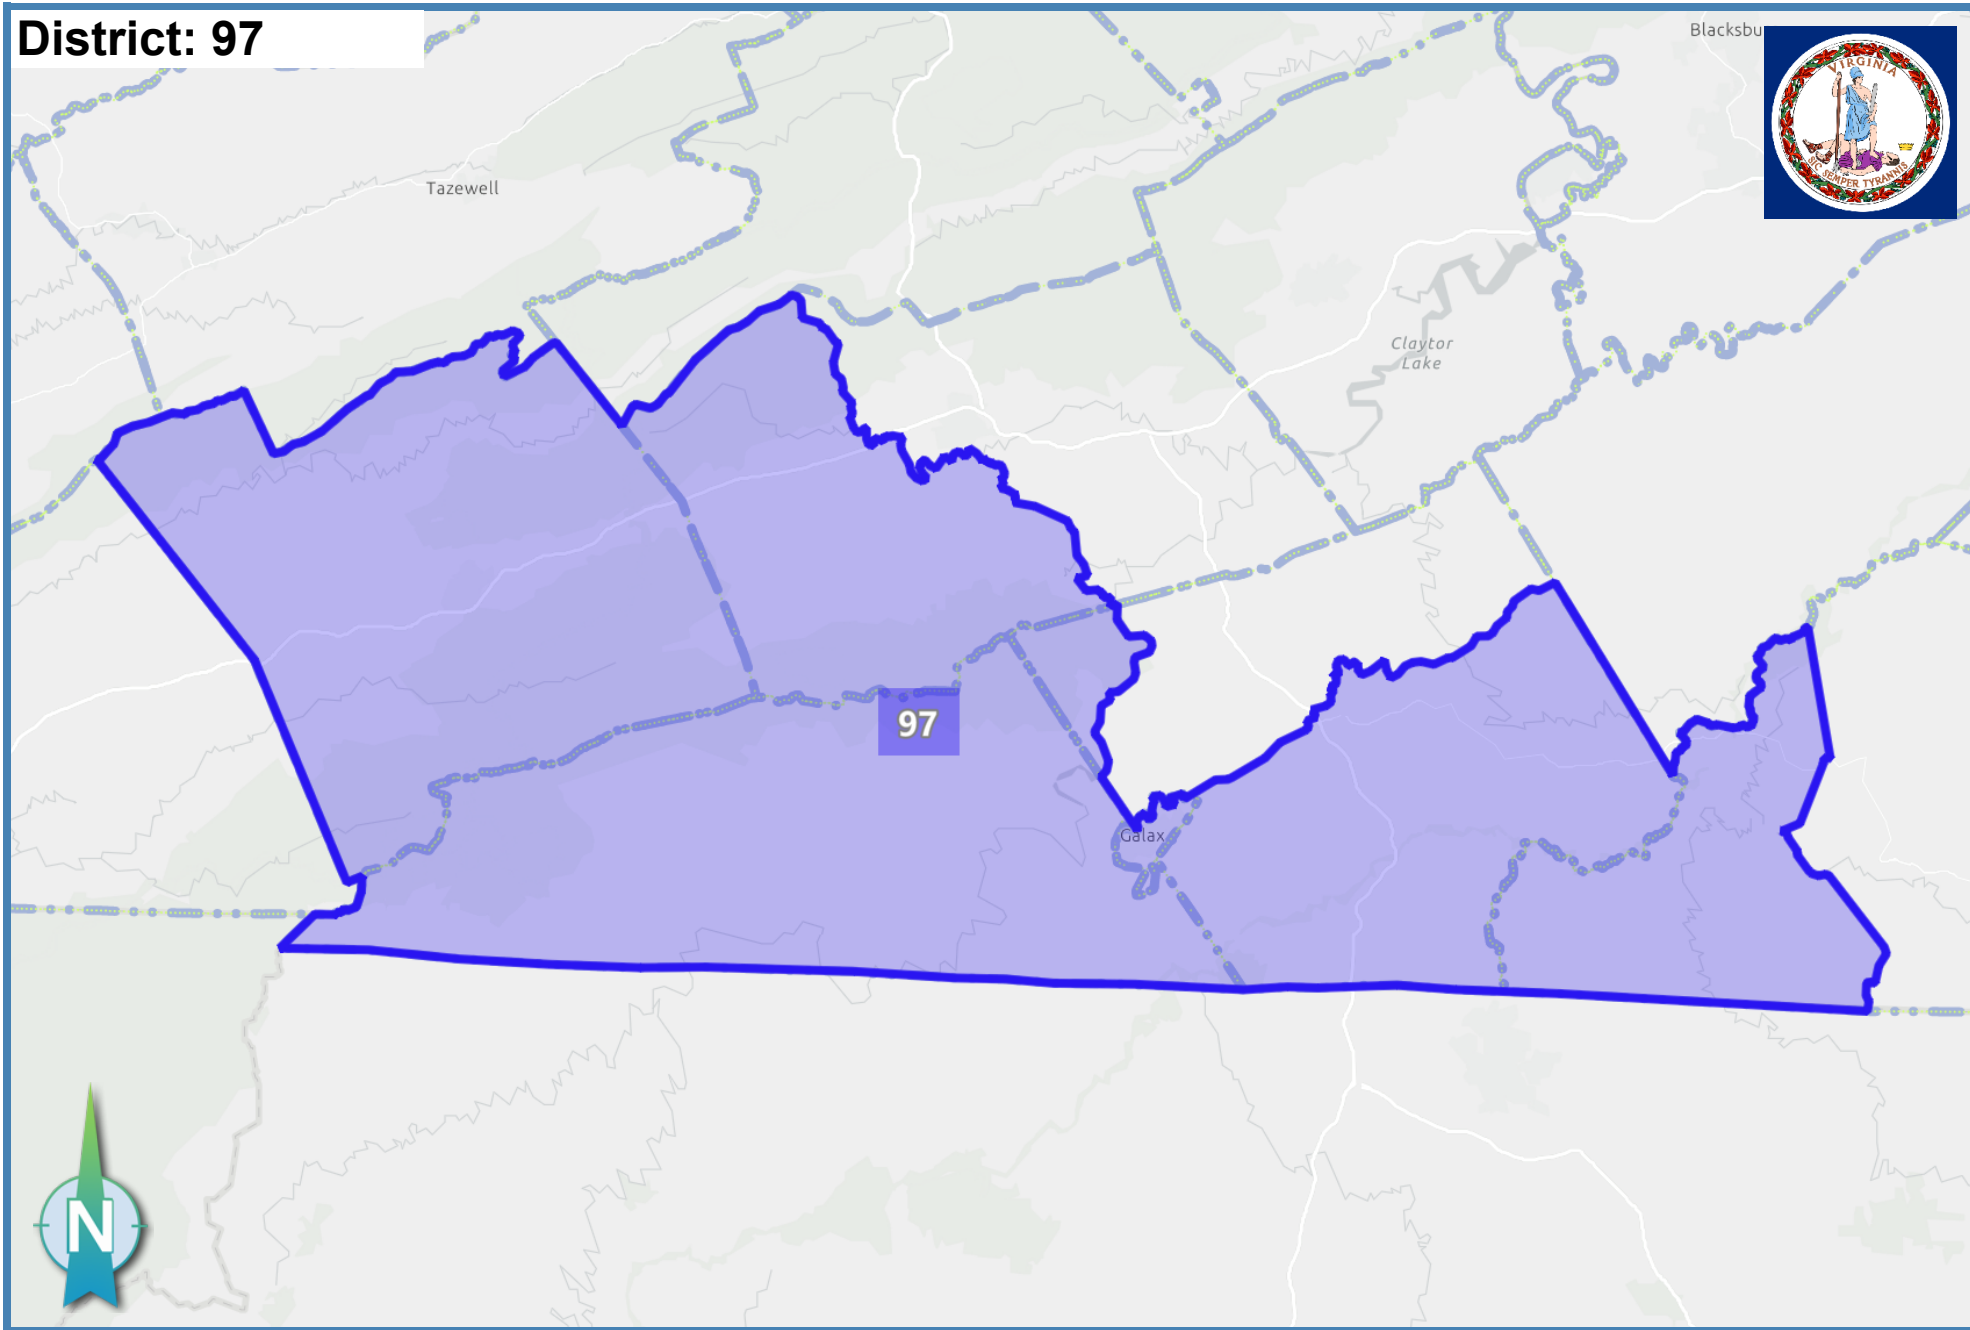 District: 97
Blacksbu
VIRGINIA
SIC SEMPER TYRANNIS
Tazewell
Claytor
Lake
97
Galax
N